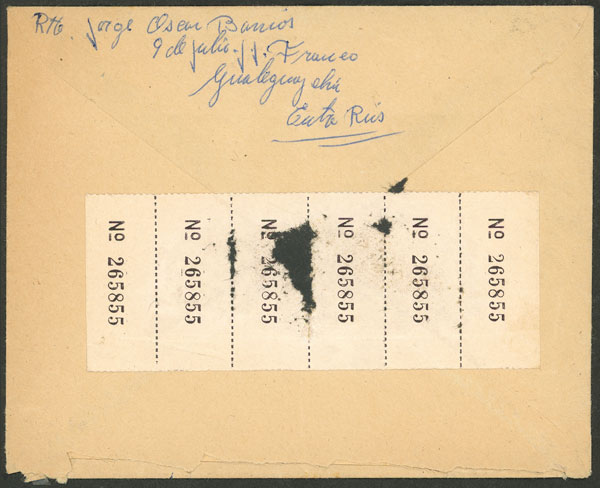 Rte. Jorge Oscar Barrios
9 de julio y J. Franco
Gualeguaychú
Entre Ríos
Nº 265855
Nº 265855
Nº 265855
Nº 265855
Nº 265855
Nº 265855